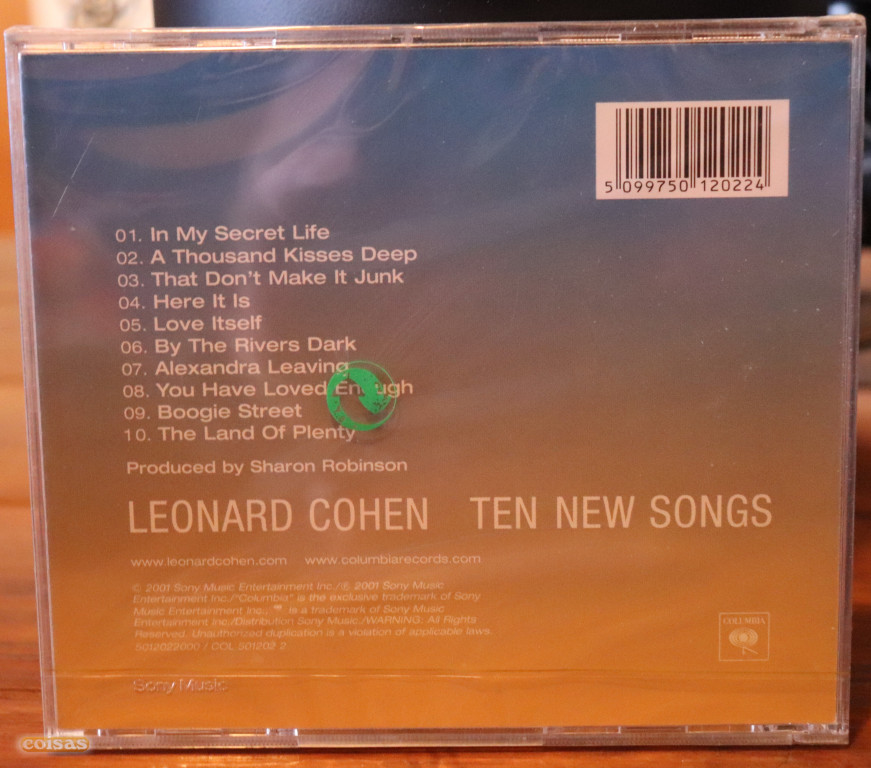 5 099750 120224
01. In My Secret Life
02. A Thousand Kisses Deep
03. That Don't Make It Junk
04. Here It Is
05. Love Itself
06. By The Rivers Dark
07. Alexandra Leaving
08. You Have Loved Enough
09. Boogie Street
10. The Land Of Plenty
Produced by Sharon Robinson
LEONARD COHEN TEN NEW SONGS
www.leonardcohen.com www.columbiarecords.com
© 2001 Sony Music Entertainment Inc./℗ 2001 Sony Music
Entertainment Inc./"Columbia" is the exclusive trademark of Sony
Music Entertainment Inc. is a trademark of Sony Music
Entertainment Inc./Distribution Sony Music./WARNING: All Rights
Reserved. Unauthorized duplication is a violation of applicable laws.
5012022000 / COL 501202 2
COLUMBIA
Sony Music
coisas